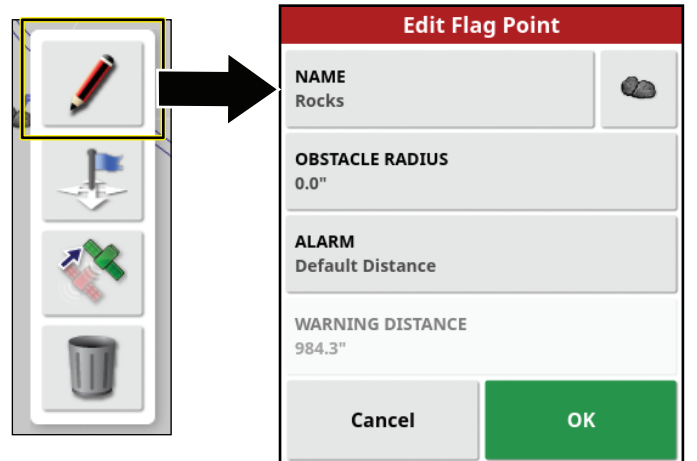 Edit Flag Point
NAME
Rocks
OBSTACLE RADIUS
0.0"
ALARM
Default Distance
WARNING DISTANCE
984.3"
Cancel
OK